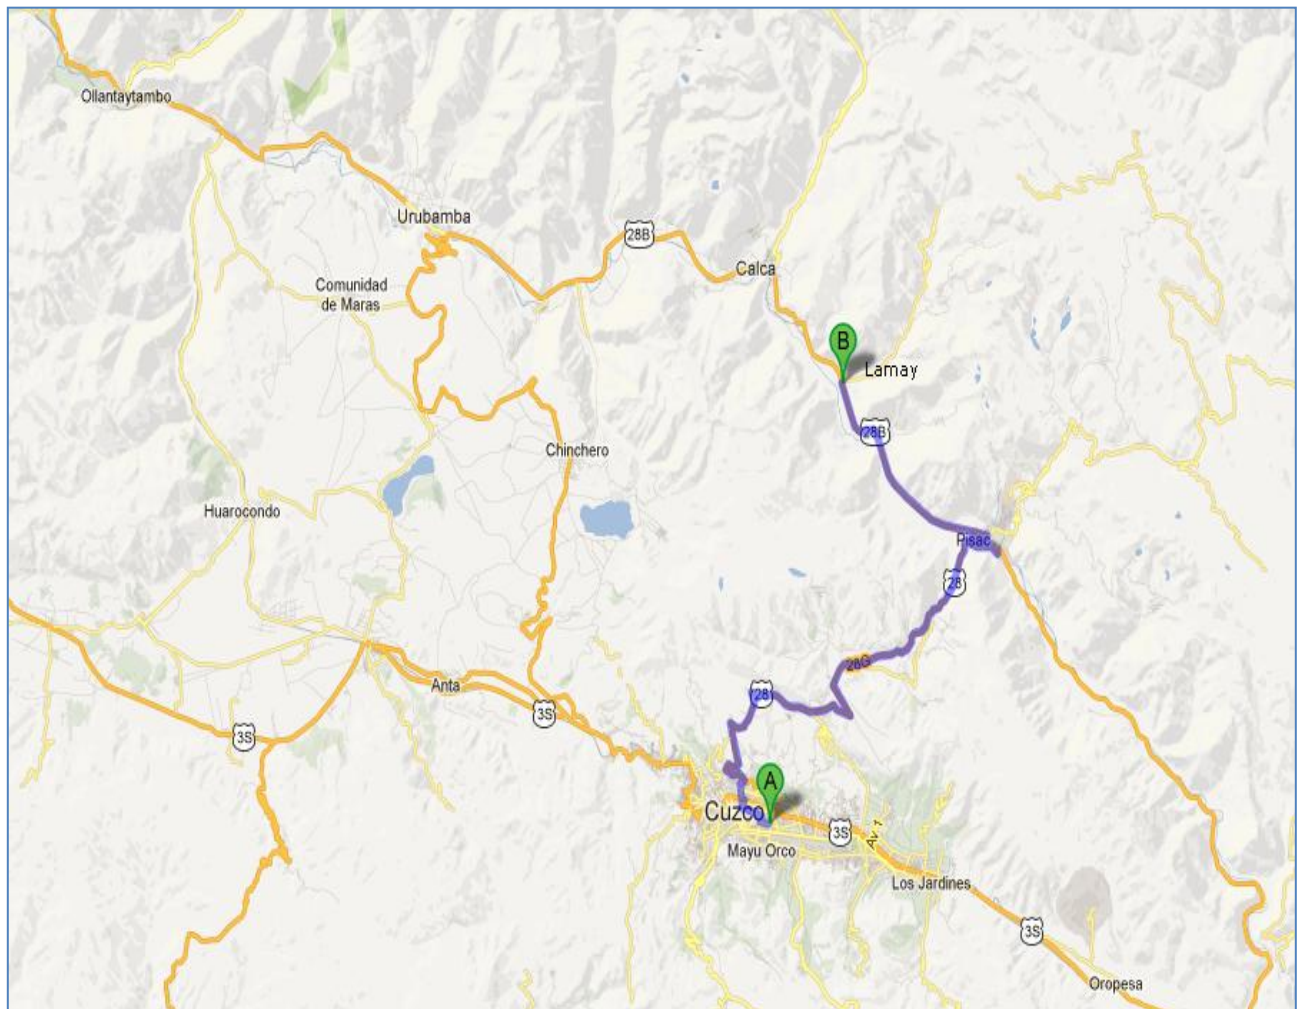 Ollantaytambo
Urubamba
28B
Calca
Comunidad
de Maras
B
Lamay
28B
Chinchero
Huarocondo
Pisac
28
28G
Anta
28
3S
3S
A
Cuzco
3S
Av. 1
Mayu Orco
Los Jardines
3S
Oropesa